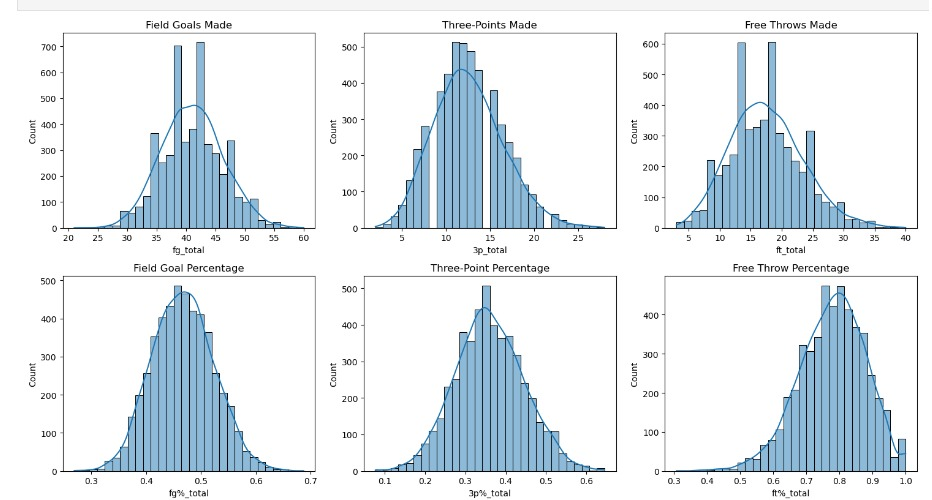 Field Goals Made
700
600
500
400
300
200
100
0
Count
20 25 30 35 40 45 50 55 60
fg_total
Three-Points Made
500
400
300
200
100
0
Count
5 10 15 20 25
3p_total
Free Throws Made
600
500
400
300
200
100
0
Count
5 10 15 20 25 30 35 40
ft_total
Field Goal Percentage
500
400
300
200
100
0
Count
0.3 0.4 0.5 0.6 0.7
fg%_total
Three-Point Percentage
500
400
300
200
100
0
Count
0.1 0.2 0.3 0.4 0.5 0.6
3p%_total
Free Throw Percentage
400
300
200
100
0
Count
0.3 0.4 0.5 0.6 0.7 0.8 0.9 1.0
ft%_total